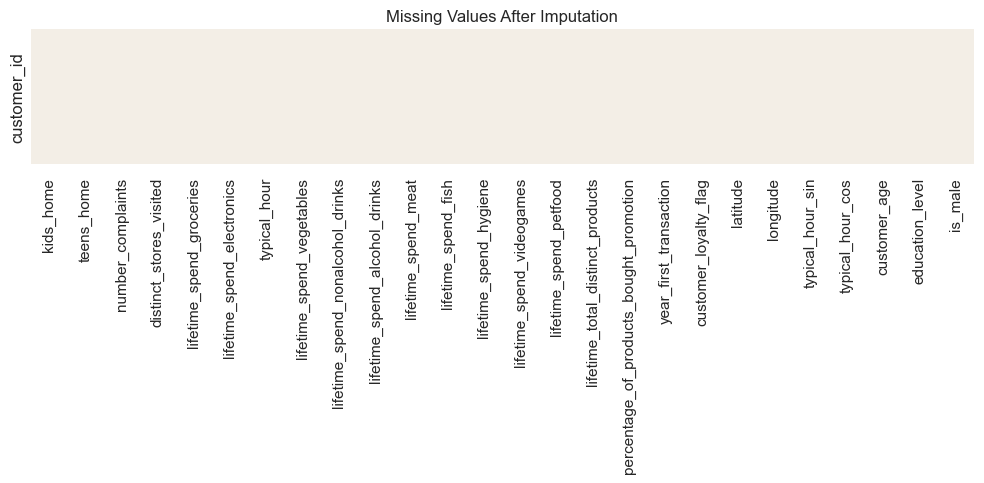 Missing Values After Imputation
customer_id
kids_home
teens_home
number_complaints
distinct_stores_visited
lifetime_spend_groceries
lifetime_spend_electronics
typical_hour
lifetime_spend_vegetables
lifetime_spend_nonalcohol_drinks
lifetime_spend_alcohol_drinks
lifetime_spend_meat
lifetime_spend_fish
lifetime_spend_hygiene
lifetime_spend_videogames
lifetime_spend_petfood
lifetime_total_distinct_products
percentage_of_products_bought_promotion
year_first_transaction
customer_loyalty_flag
latitude
longitude
typical_hour_sin
typical_hour_cos
customer_age
education_level
is_male